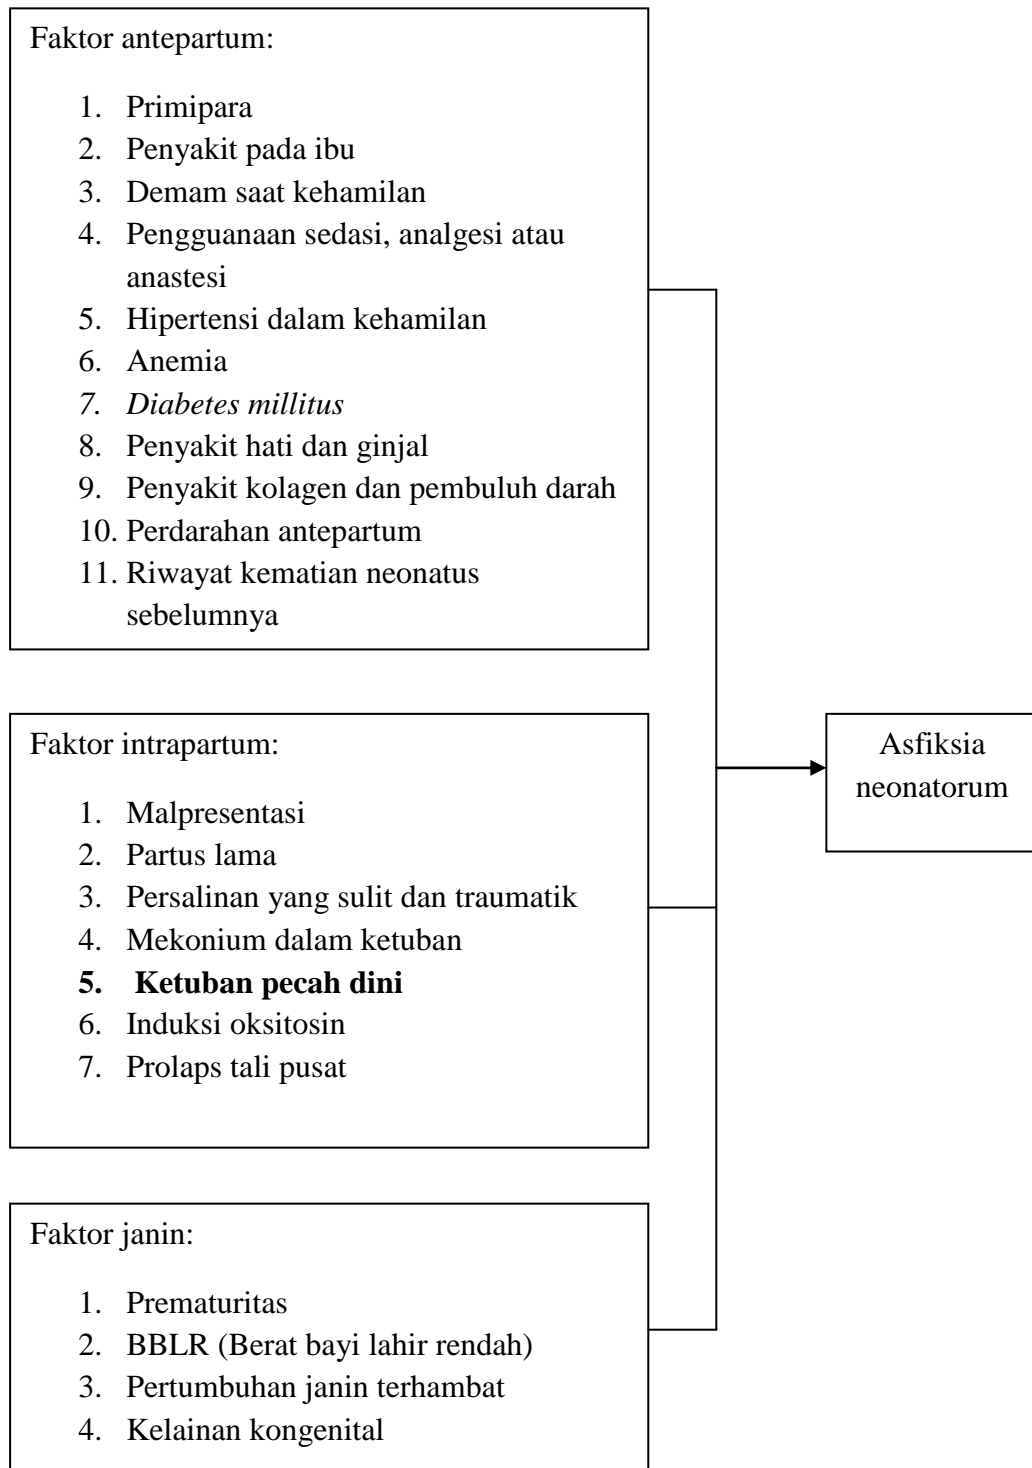 Faktor antepartum:
1. Primipara
2. Penyakit pada ibu
3. Demam saat kehamilan
4. Pengguanaan sedasi, analgesi atau
anastesi
5. Hipertensi dalam kehamilan
6. Anemia
7. Diabetes millitus
8. Penyakit hati dan ginjal
9. Penyakit kolagen dan pembuluh darah
10. Perdarahan antepartum
11. Riwayat kematian neonatus
sebelumnya
Faktor intrapartum:
1. Malpresentasi
2. Partus lama
3. Persalinan yang sulit dan traumatik
4. Mekonium dalam ketuban
5. Ketuban pecah dini
6. Induksi oksitosin
7. Prolaps tali pusat
Asfiksia
neonatorum
Faktor janin:
1. Prematuritas
2. BBLR (Berat bayi lahir rendah)
3. Pertumbuhan janin terhambat
4. Kelainan kongenital